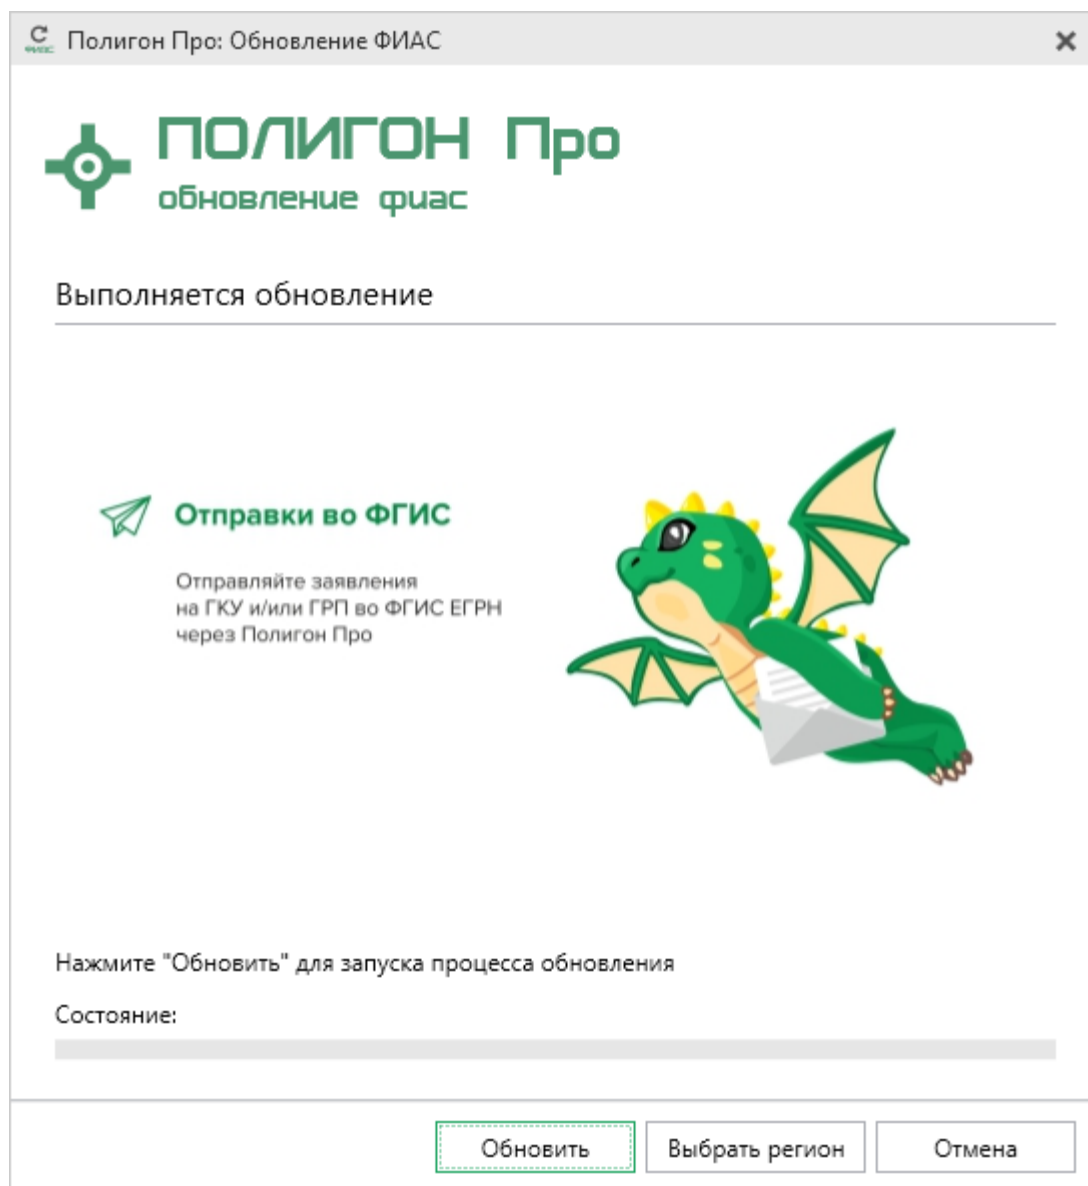 ФИАС
Полигон Про: Обновление ФИАС
ПОЛИГОН Про
обновление фиас
Выполняется обновление
Отправки во ФГИС
Отправляйте заявления
на ГКУ и/или ГРП во ФГИС ЕГРН
через Полигон Про
Нажмите "Обновить" для запуска процесса обновления
Состояние:
Обновить
Выбрать регион
Отмена